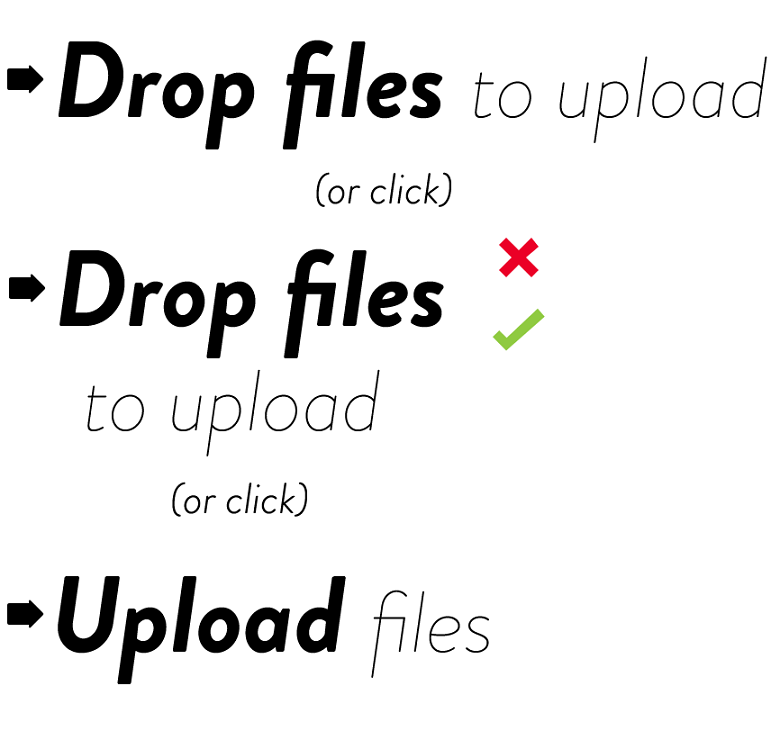 Drop files to upload
(or click)
Drop files
to upload
(or click)
Upload files